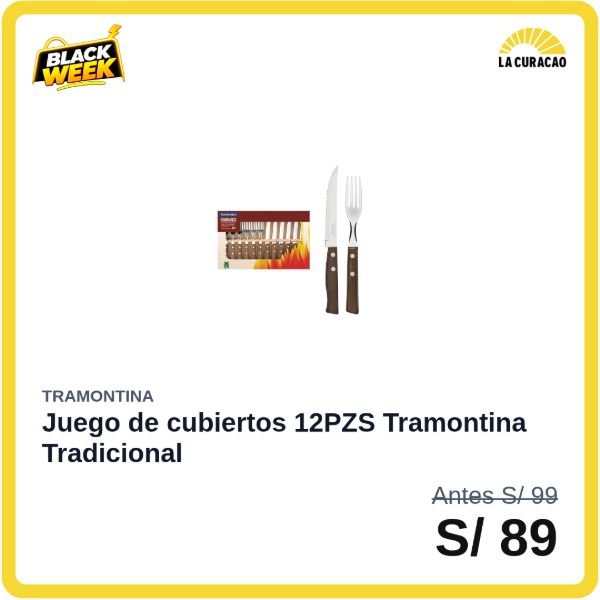 BLACK
WEEK
LA CURACAO
TRAMONTINA
Juego de cubiertos 12PZS Tramontina
Tradicional
Antes S/ 99
S/ 89